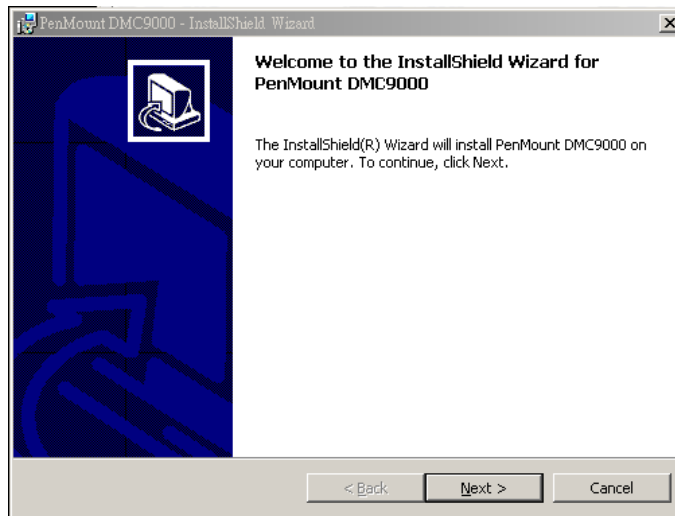 PenMount DMC9000 - InstallShield Wizard
Welcome to the InstallShield Wizard for
PenMount DMC9000
The InstallShield(R) Wizard will install PenMount DMC9000 on
your computer. To continue, click Next.
< Back
Next >
Cancel